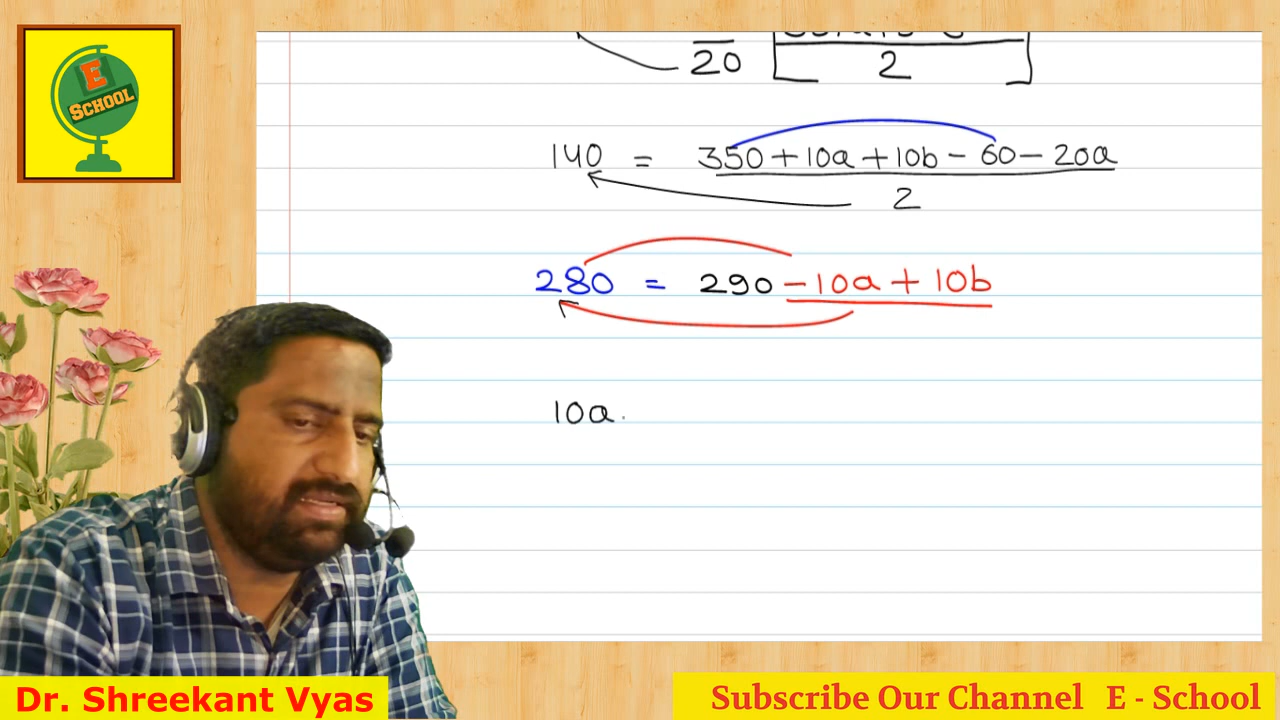 E
SCHOOL
20 2
140 = 350 + 10a + 10b - 60 - 20a
2
280 = 290 - 10a + 10b
10a.
Dr. Shreekant Vyas
Subscribe Our Channel E - School